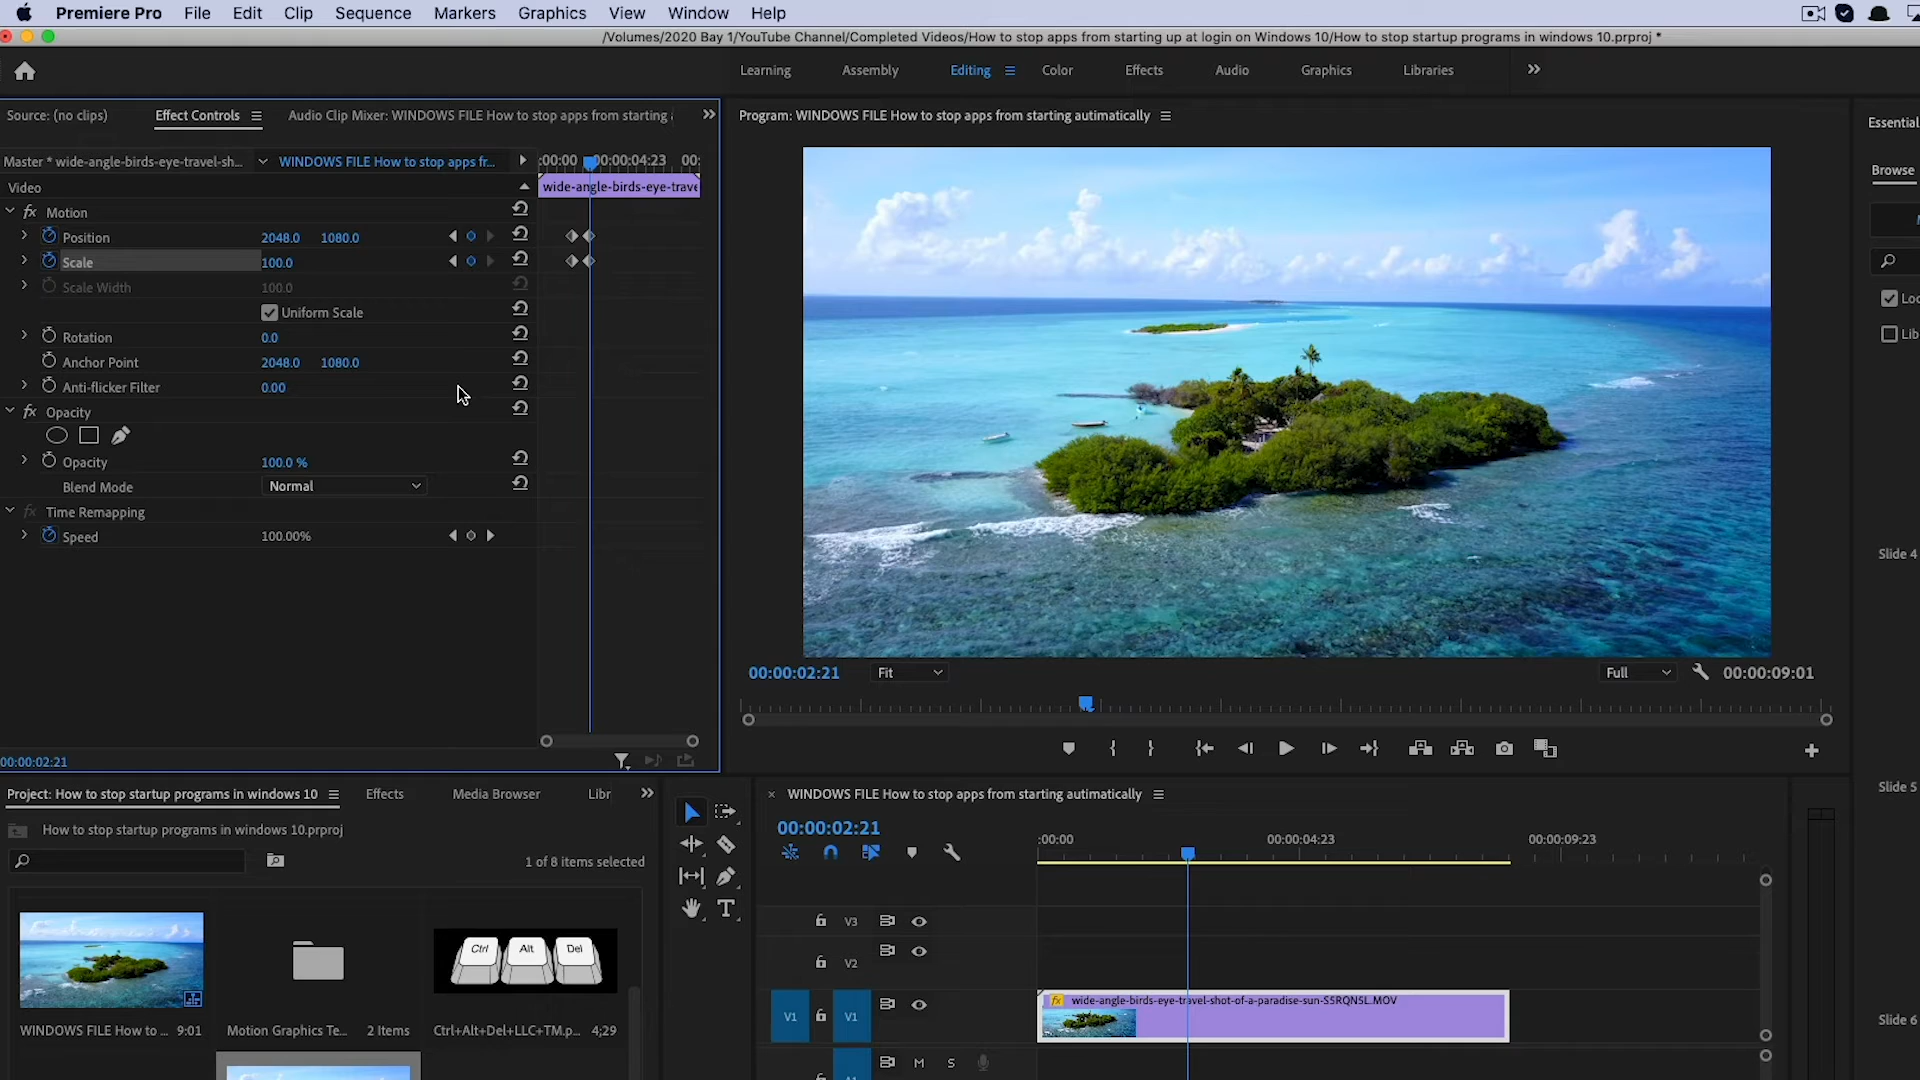 Premiere Pro File Edit Clip Sequence Markers Graphics View Window Help
/Volumes/2020 Bay 1/YouTube Channel/Completed Videos/How to stop apps from starting up at login on Windows 10/How to stop startup programs in windows 10.prproj *
Learning Assembly Editing Color Effects Audio Graphics Libraries
Source: (no clips) Effect Controls Audio Clip Mixer: WINDOWS FILE How to stop apps from starting
Master * wide-angle-birds-eye-travel-sh... WINDOWS FILE How to stop apps fr...
:00:00 00:00:04:23 00:
Video
wide-angle-birds-eye-trave
fx Motion
Position 2048.0 1080.0
Scale 100.0
Scale Width 100.0
Uniform Scale
Rotation 0.0
Anchor Point 2048.0 1080.0
Anti-flicker Filter 0.00
fx Opacity
Opacity 100.0 %
Blend Mode Normal
fx Time Remapping
Speed 100.00%
00:00:02:21
Program: WINDOWS FILE How to stop apps from starting autimatically
00:00:02:21 Fit Full 00:00:09:01
Essential
Browse
Loc
Lib
Slide 4
Slide 5
Slide 6
Project: How to stop startup programs in windows 10 Effects Media Browser Libr
How to stop startup programs in windows 10.prproj
1 of 8 items selected
Ctrl Alt Del
WINDOWS FILE How to ... 9:01
Motion Graphics Te... 2 Items
Ctrl+Alt+Del+LLC+TM.p... 4;29
T
× WINDOWS FILE How to stop apps from starting autimatically
00:00:02:21
:00:00 00:00:04:23 00:00:09:23
V3
V2
V1 V1
fx wide-angle-birds-eye-travel-shot-of-a-paradise-sun-S5RQN5L.MOV
M S